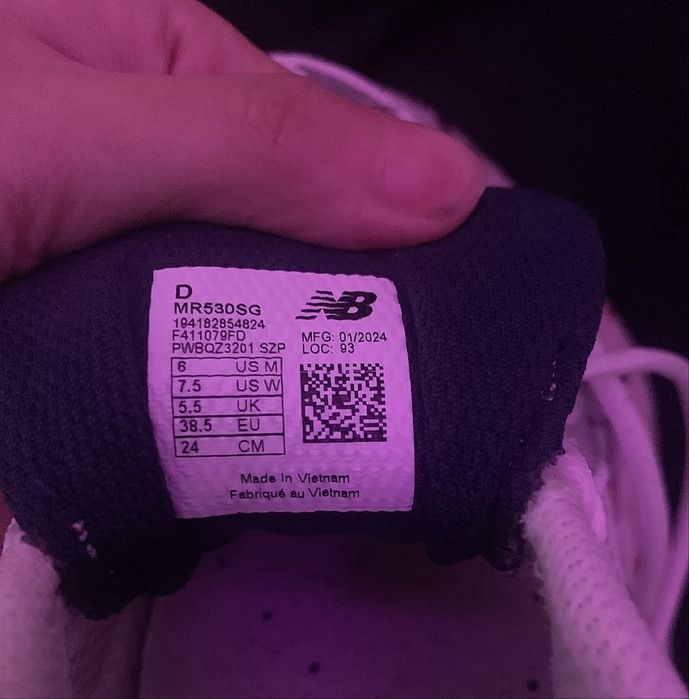 D
MR530SG
194182854824
F411079FD
PWBQZ3201 SZP
NB
MFG: 01/2024
LOC: 93
6 US M
7.5 US W
5.5 UK
38.5 EU
24 CM
Made In Vietnam
Fabriqué au Vietnam